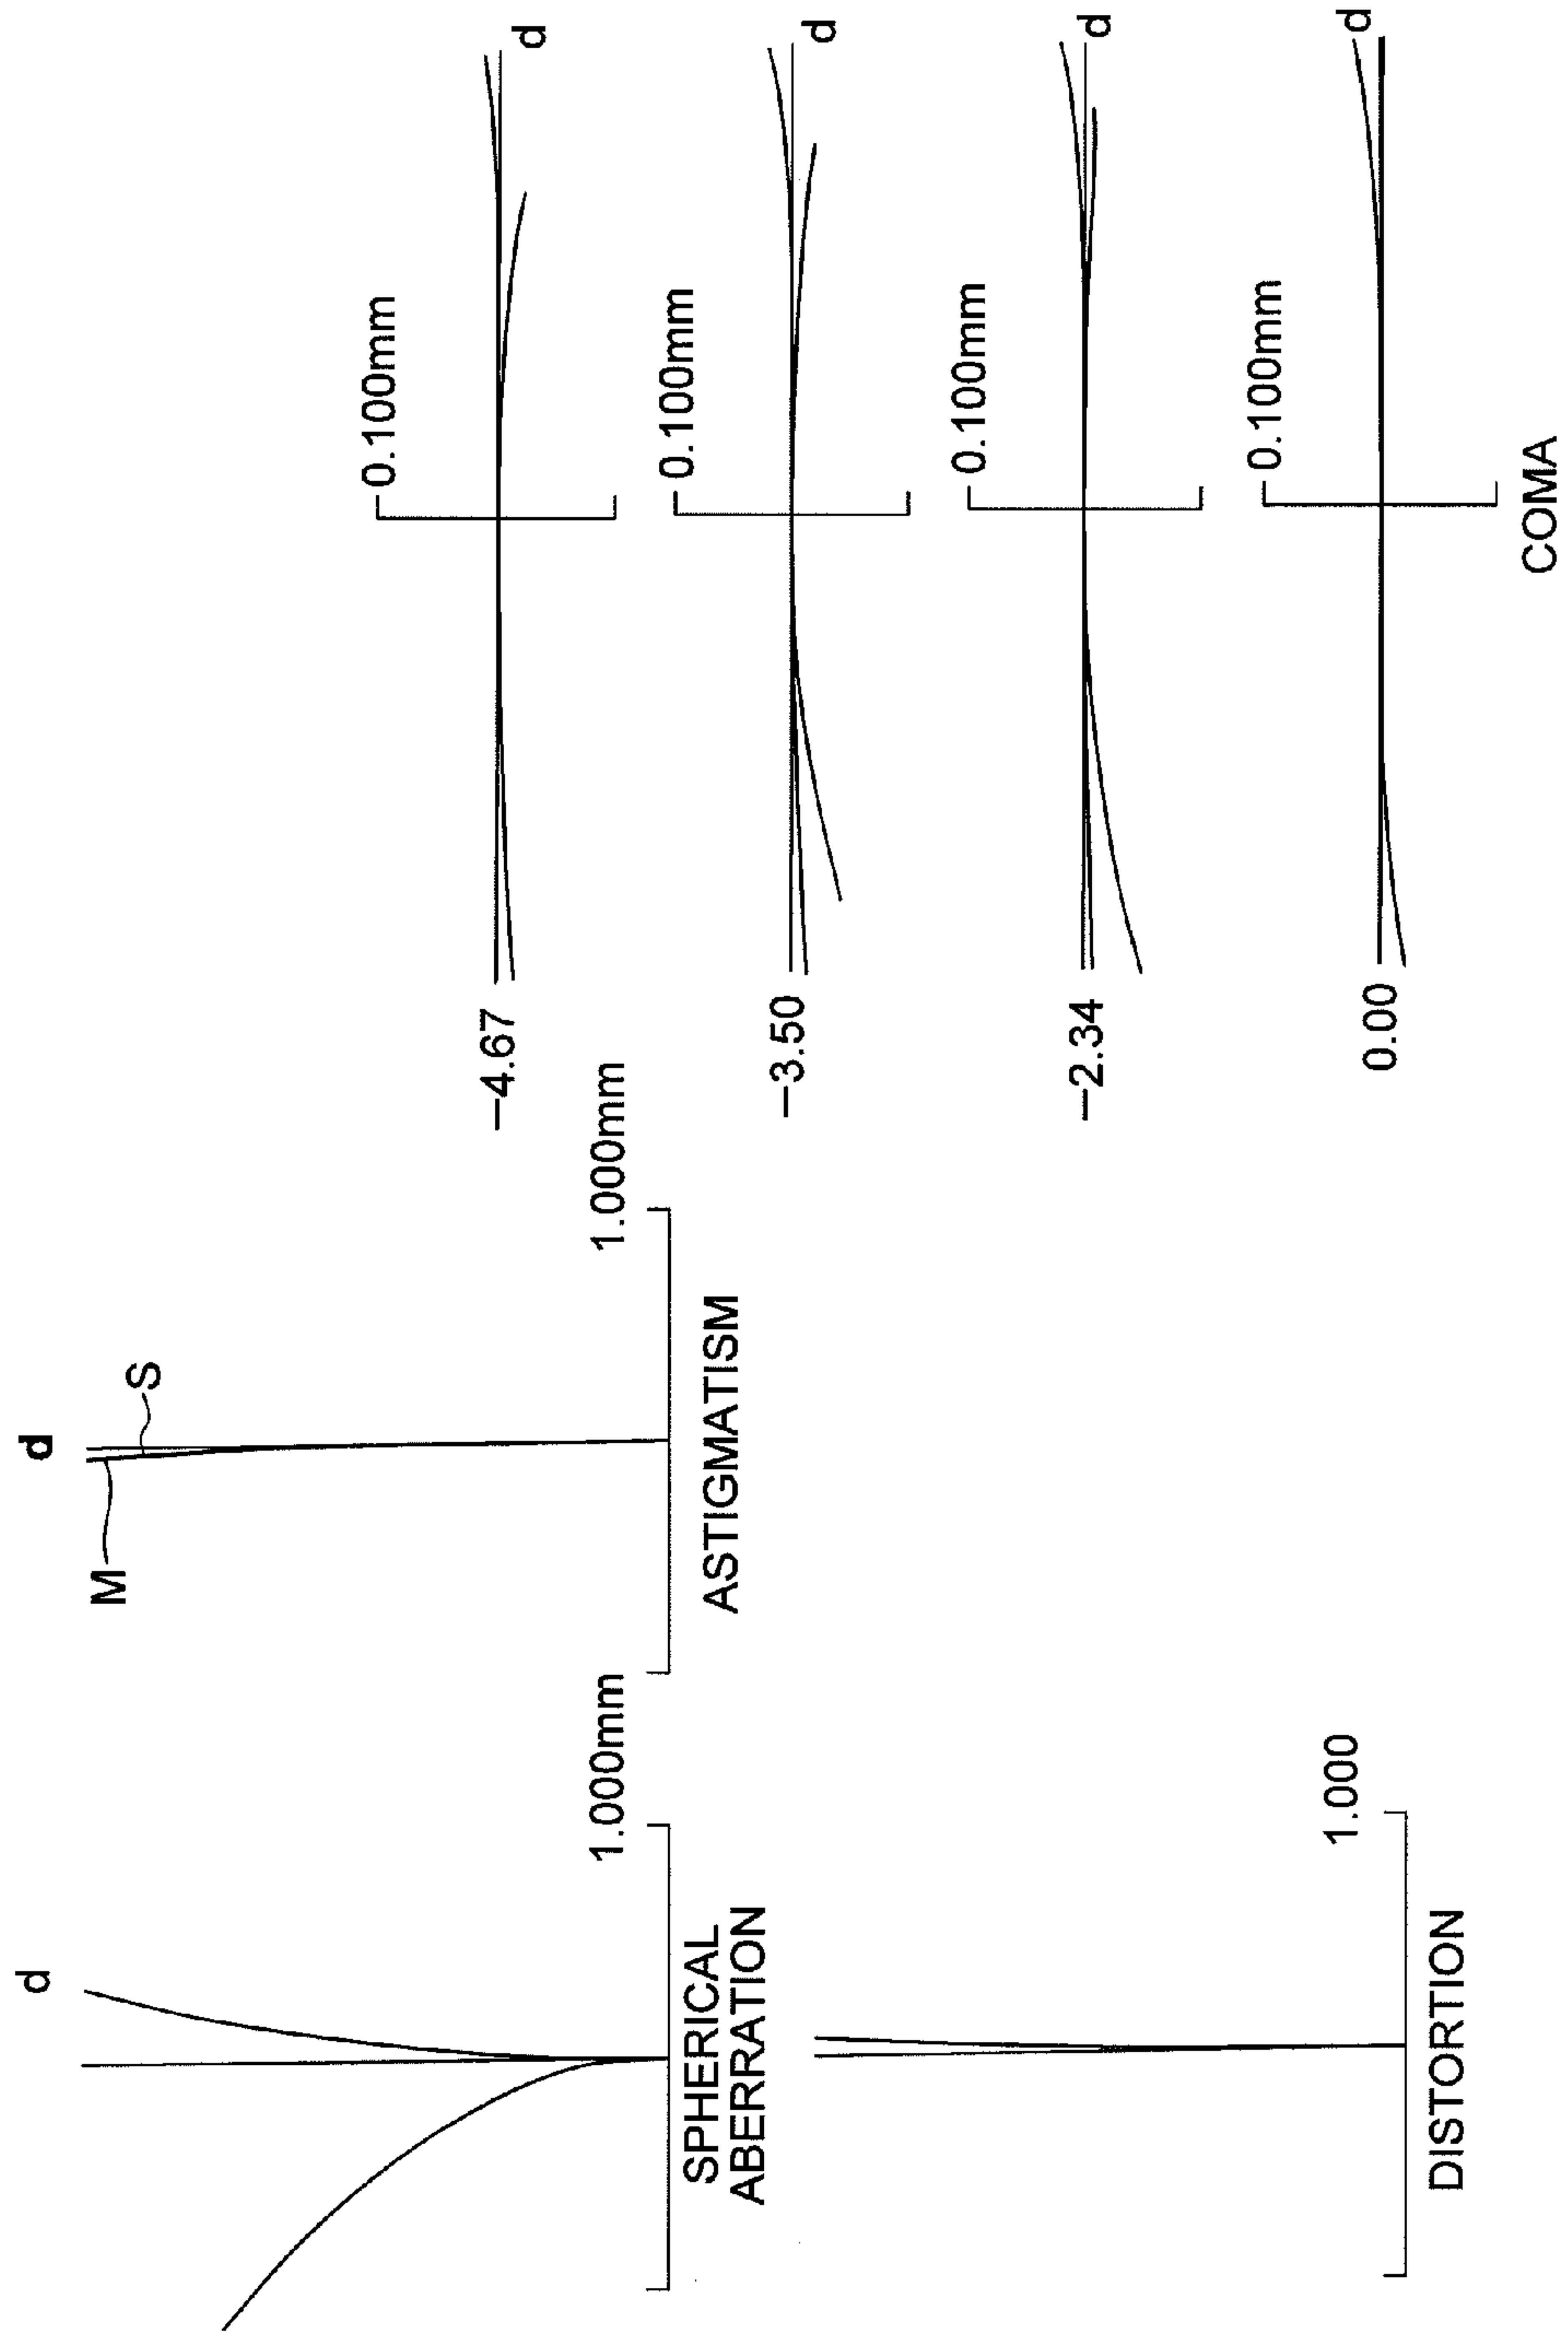 d
1.000mm
SPHERICAL
ABERRATION
d
M
S
1.000mm
ASTIGMATISM
1.000
DISTORTION
0.100mm
−4.67
d
0.100mm
−3.50
d
0.100mm
−2.34
d
0.100mm
0.00
d
COMA